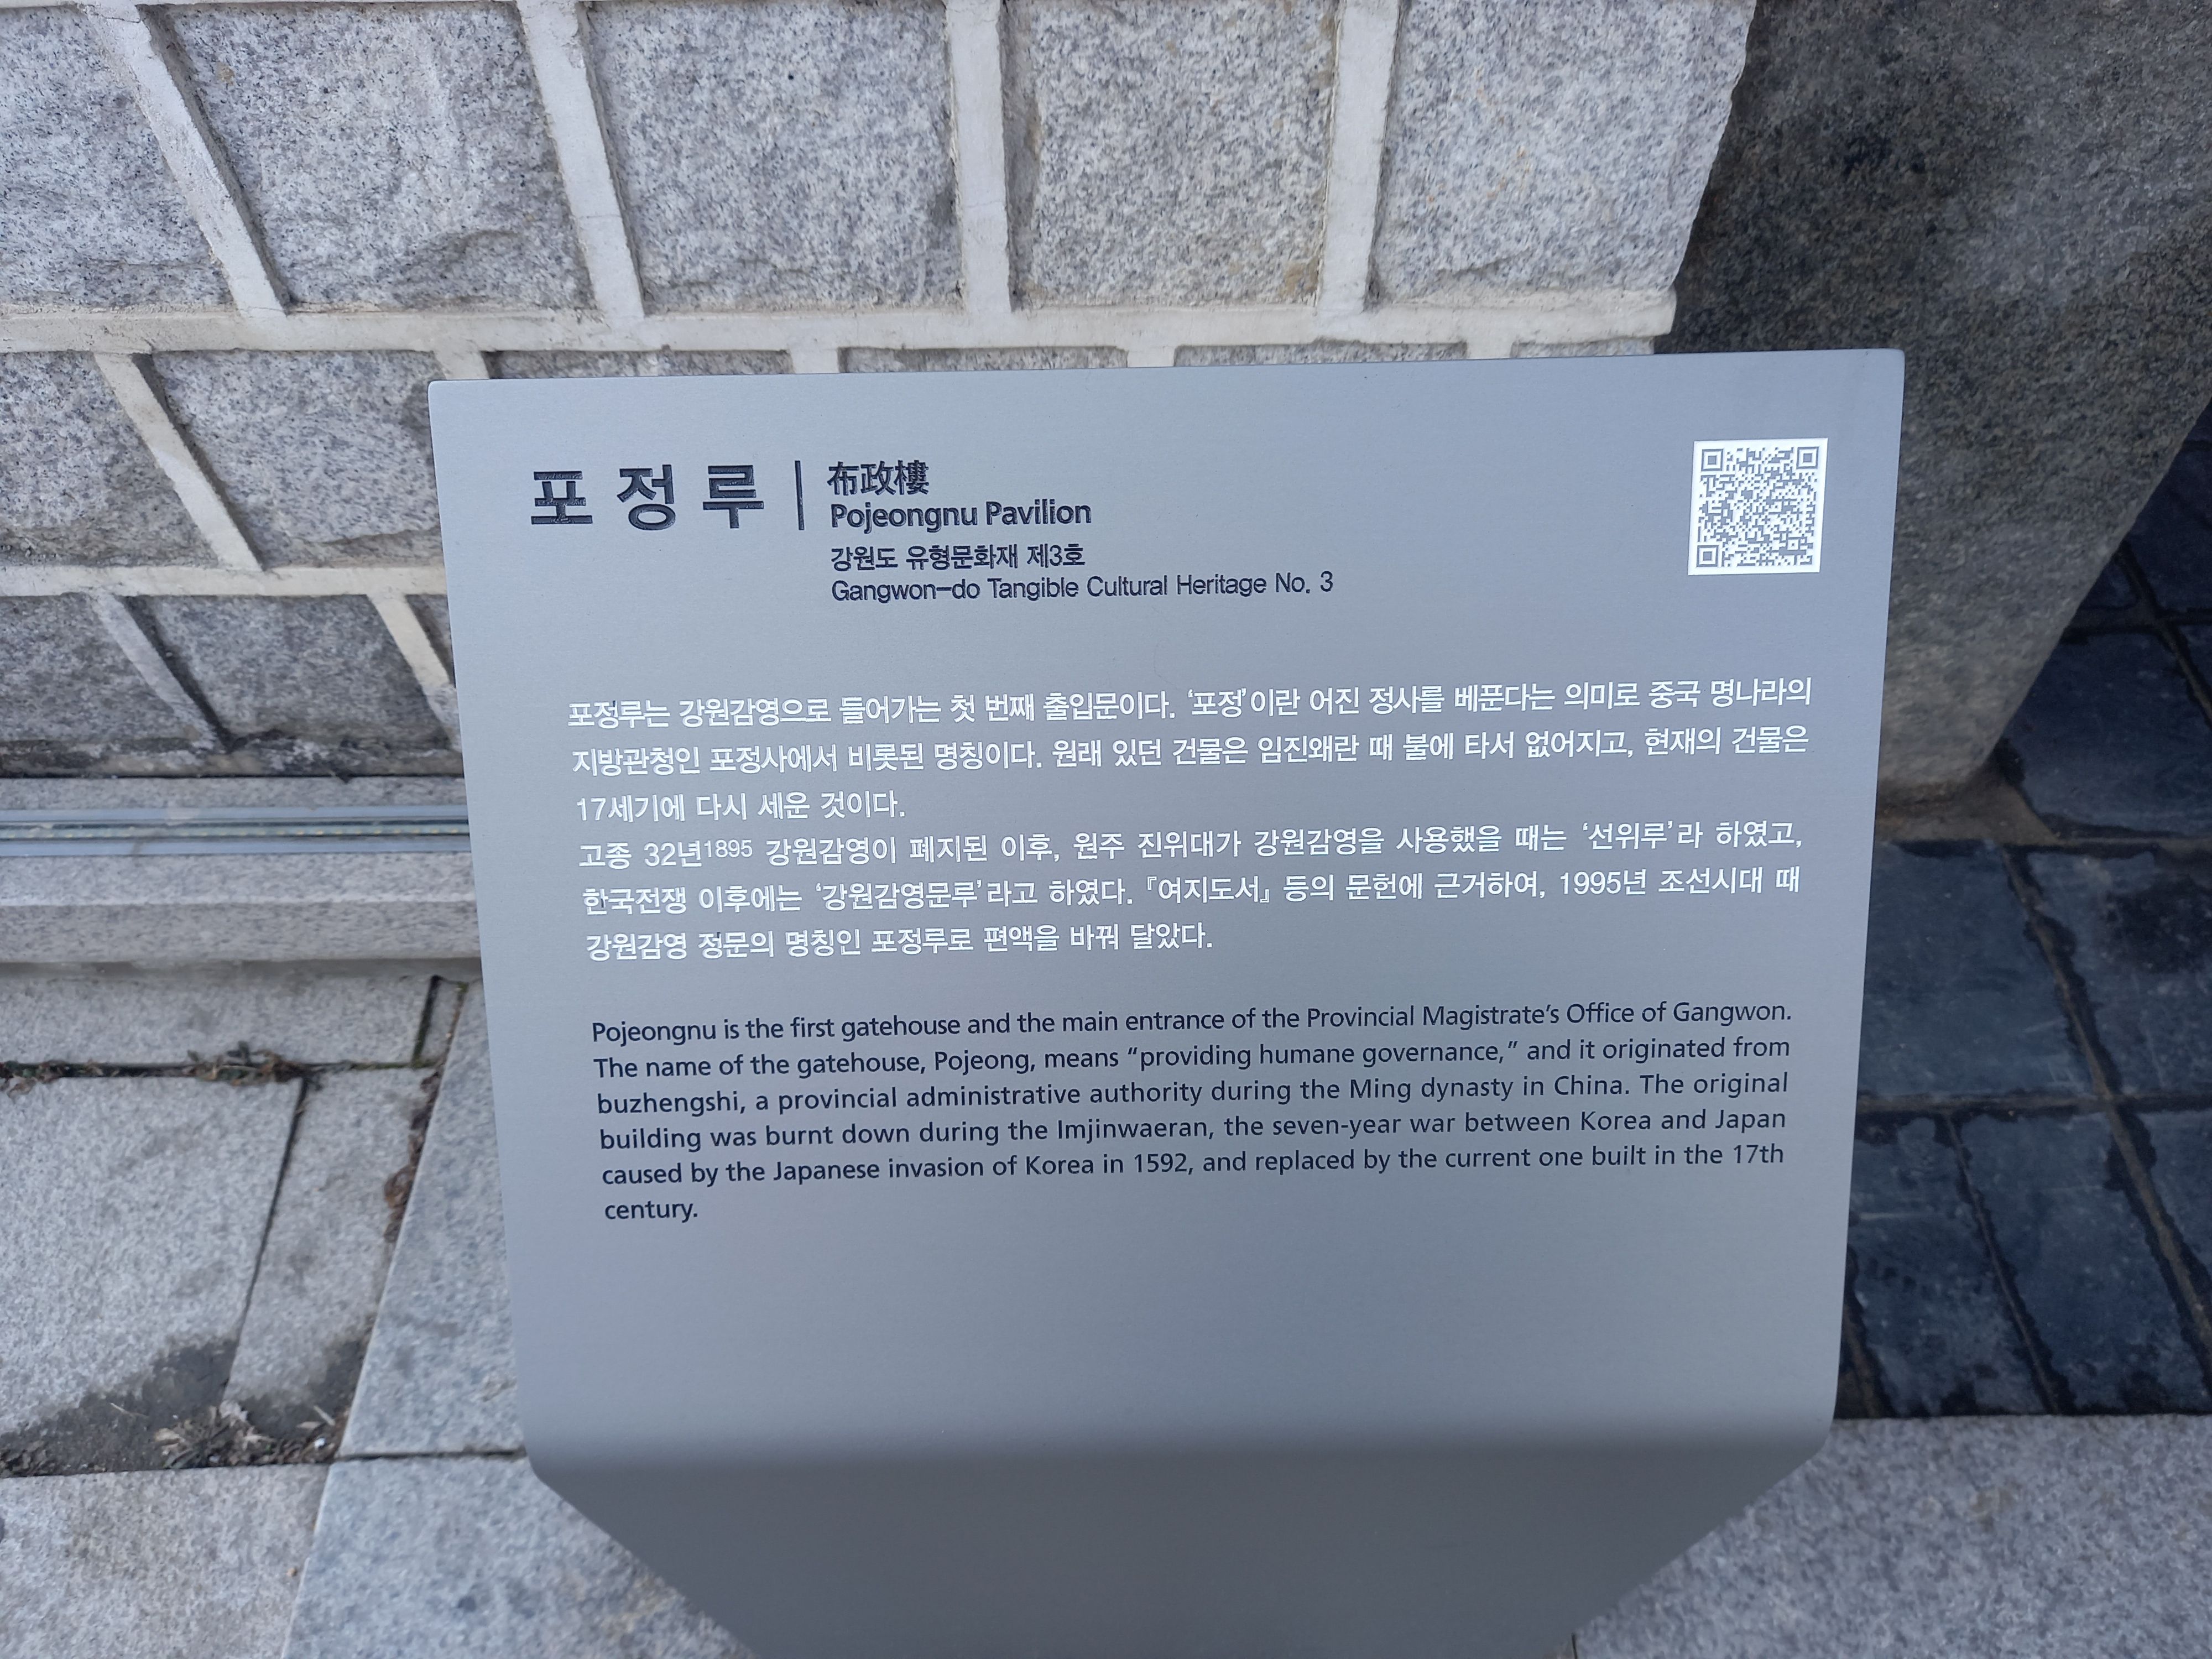 포정루
布政樓
Pojeongnu Pavilion
강원도 유형문화재 제3호
Gangwon-do Tangible Cultural Heritage No. 3
포정루는 강원감영으로 들어가는 첫 번째 출입문이다. ‘포정’이란 어진 정사를 베푼다는 의미로 중국 명나라의
지방관청인 포정사에서 비롯된 명칭이다. 원래 있던 건물은 임진왜란 때 불에 타서 없어지고, 현재의 건물은
17세기에 다시 세운 것이다.
고종 32년1895 강원감영이 폐지된 이후, 원주 진위대가 강원감영을 사용했을 때는 ‘선위루’라 하였고,
한국전쟁 이후에는 ‘강원감영문루’라고 하였다. 『여지도서』 등의 문헌에 근거하여, 1995년 조선시대 때
강원감영 정문의 명칭인 포정루로 편액을 바꿔 달았다.
Pojeongnu is the first gatehouse and the main entrance of the Provincial Magistrate’s Office of Gangwon.
The name of the gatehouse, Pojeong, means “providing humane governance,” and it originated from
buzhengshi, a provincial administrative authority during the Ming dynasty in China. The original
building was burnt down during the Imjinwaeran, the seven-year war between Korea and Japan
caused by the Japanese invasion of Korea in 1592, and replaced by the current one built in the 17th
century.